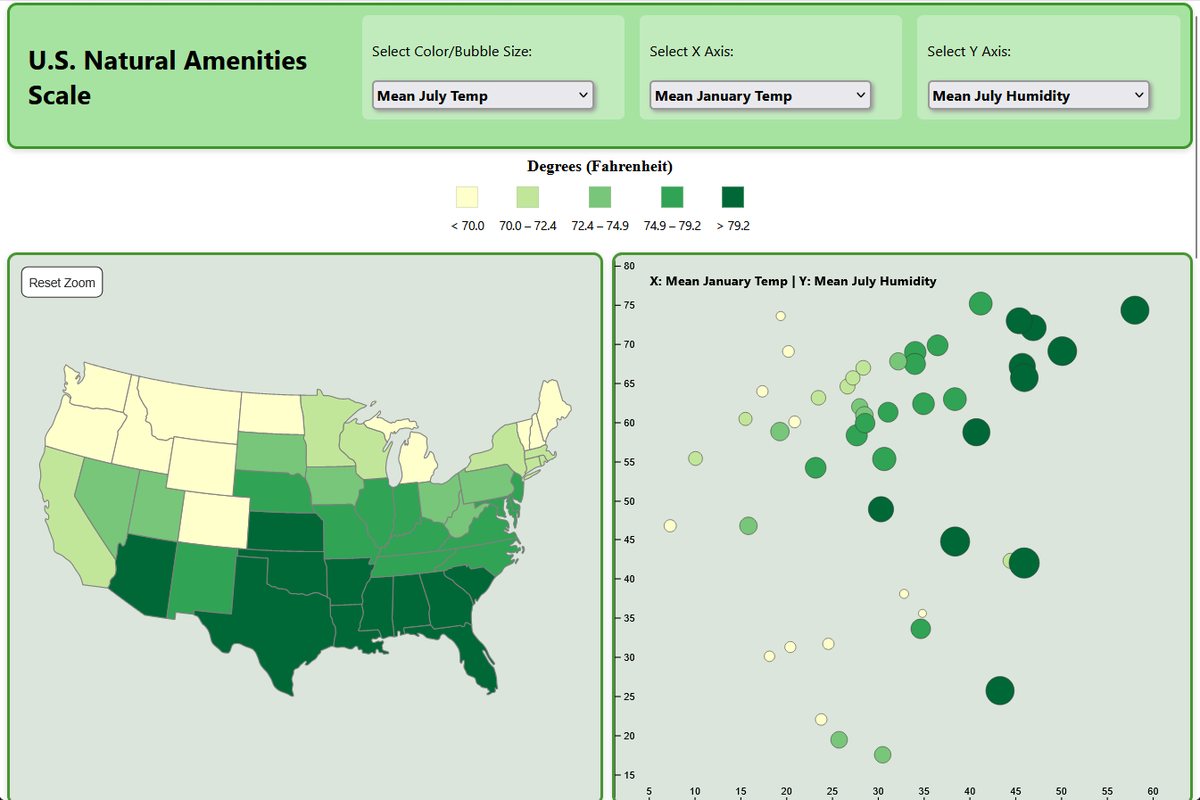 U.S. Natural Amenities
Scale
Select Color/Bubble Size:
Mean July Temp
Select X Axis:
Mean January Temp
Select Y Axis:
Mean July Humidity
Degrees (Fahrenheit)
< 70.0 70.0 – 72.4 72.4 – 74.9 74.9 – 79.2 > 79.2
Reset Zoom
X: Mean January Temp | Y: Mean July Humidity
80
75
70
65
60
55
50
45
40
35
30
25
20
15
5 10 15 20 25 30 35 40 45 50 55 60